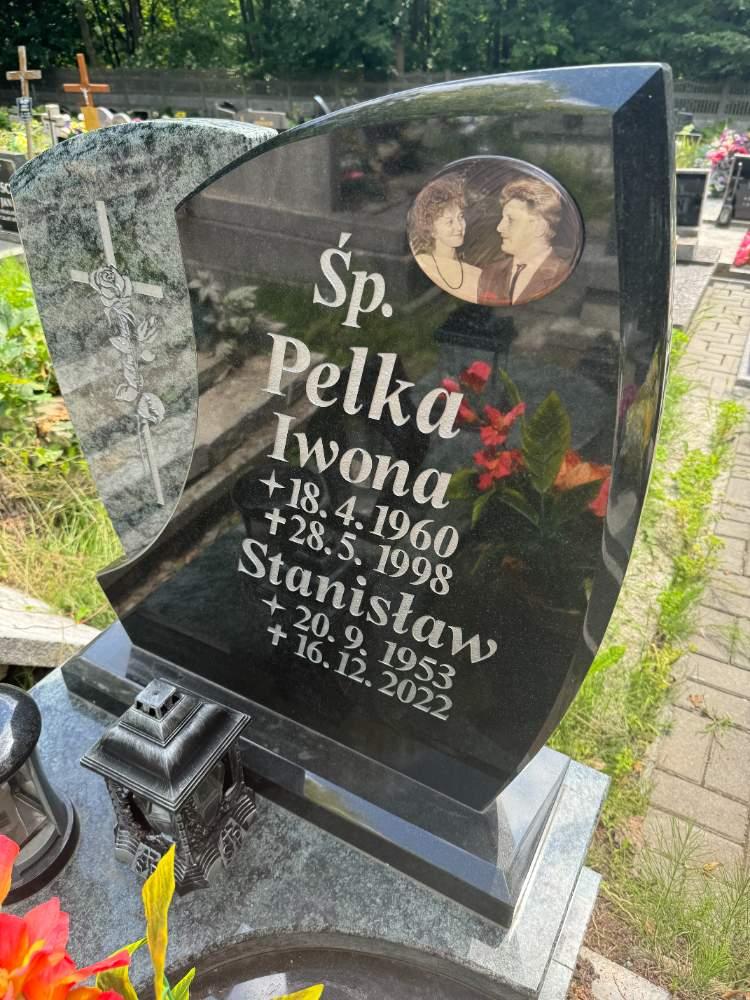 Śp.
Pelka
Iwona
18. 4. 1960
28. 5. 1998
Stanisław
20. 9. 1953
16. 12. 2022